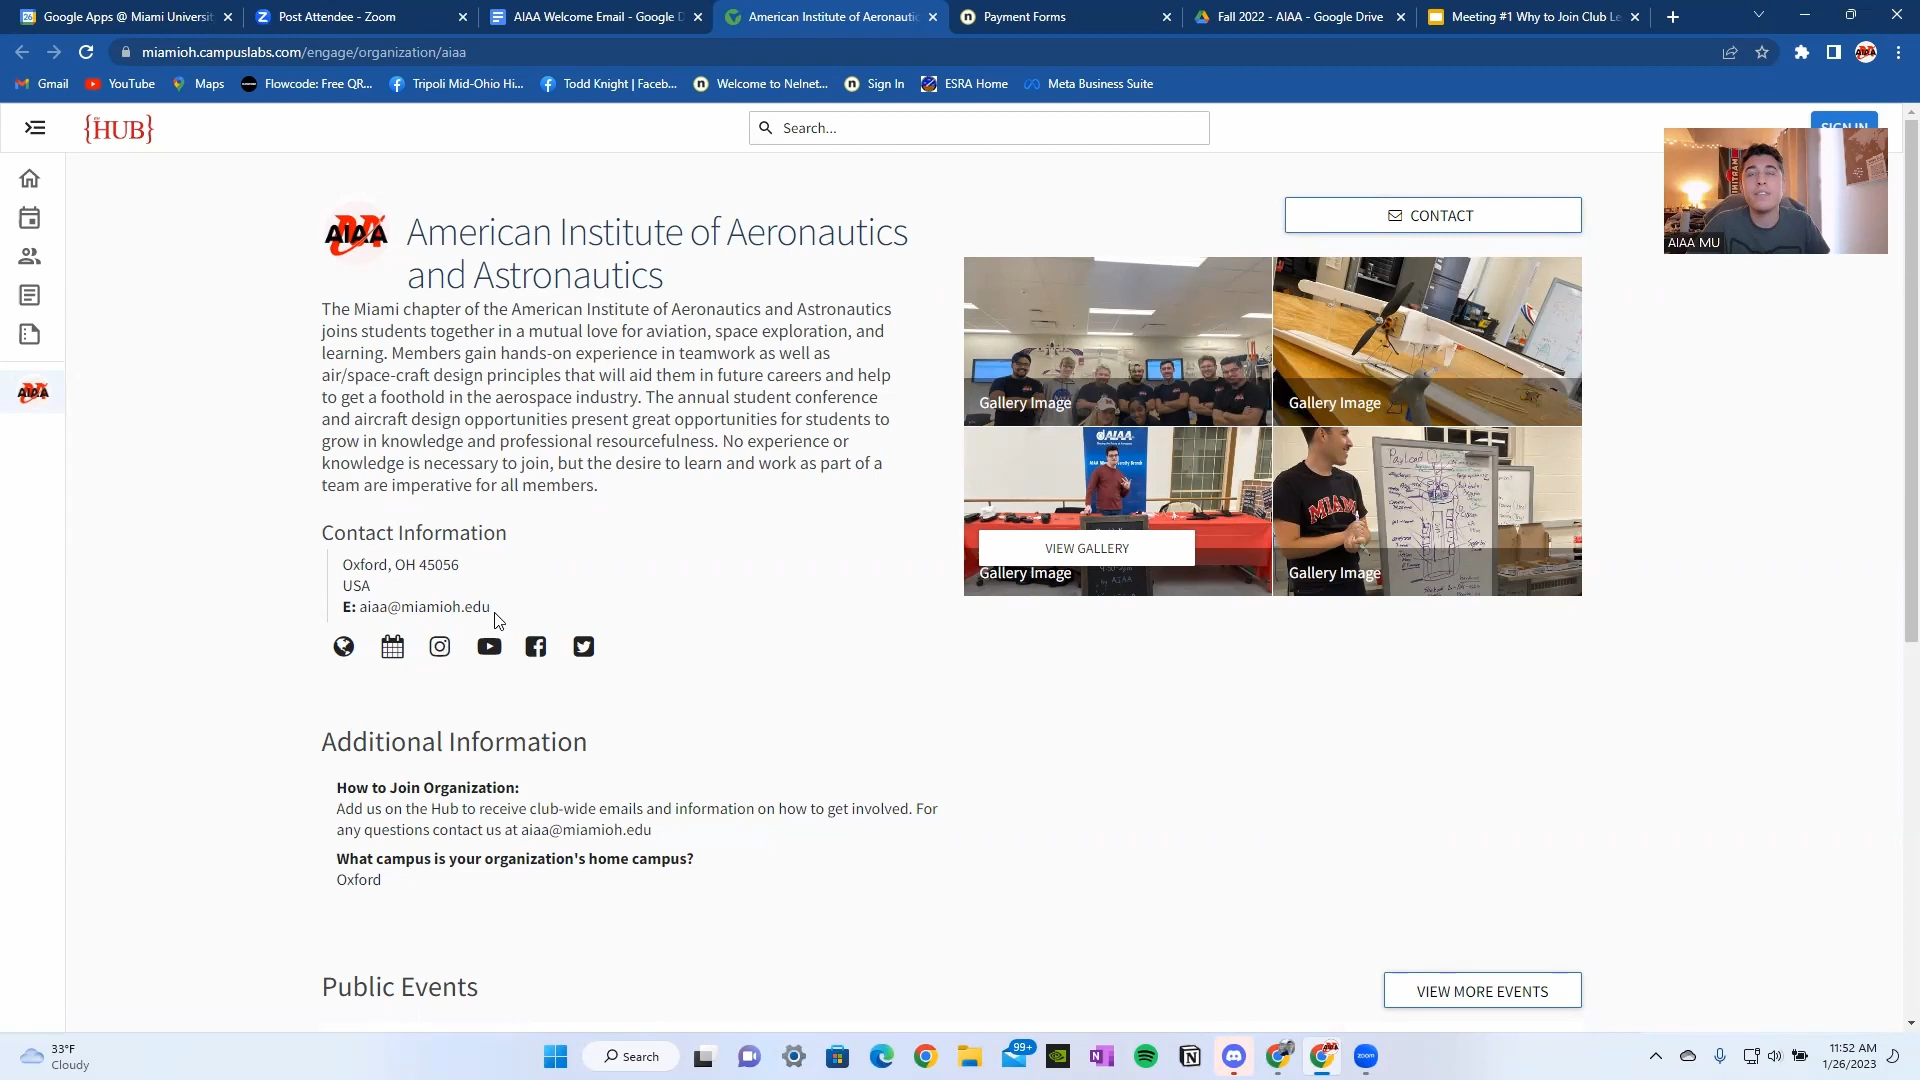 Google Apps @ Miami Universit
Post Attendee - Zoom
AIAA Welcome Email - Google D
American Institute of Aeronautic
Payment Forms
Fall 2022 - AIAA - Google Drive
Meeting #1 Why to Join Club Le
miamioh.campuslabs.com/engage/organization/aiaa
Gmail
YouTube
Maps
Flowcode: Free QR...
Tripoli Mid-Ohio Hi...
Todd Knight | Faceb...
Welcome to Nelnet...
Sign In
ESRA Home
Meta Business Suite
{HUB}
Search...
SIGN IN
AIAA MU
AIAA
American Institute of Aeronautics
and Astronautics
CONTACT
The Miami chapter of the American Institute of Aeronautics and Astronautics
joins students together in a mutual love for aviation, space exploration, and
learning. Members gain hands-on experience in teamwork as well as
air/space-craft design principles that will aid them in future careers and help
to get a foothold in the aerospace industry. The annual student conference
and aircraft design opportunities present great opportunities for students to
grow in knowledge and professional resourcefulness. No experience or
knowledge is necessary to join, but the desire to learn and work as part of a
team are imperative for all members.
Gallery Image
Gallery Image
AIAA
VIEW GALLERY
Gallery Image
MIAMI
Payload
Gallery Image
AIAA
Contact Information
Oxford, OH 45056
USA
E: aiaa@miamioh.edu
Additional Information
How to Join Organization:
Add us on the Hub to receive club-wide emails and information on how to get involved. For
any questions contact us at aiaa@miamioh.edu
What campus is your organization's home campus?
Oxford
Public Events
VIEW MORE EVENTS
33°F
Cloudy
Search
99+
zoom
11:52 AM
1/26/2023